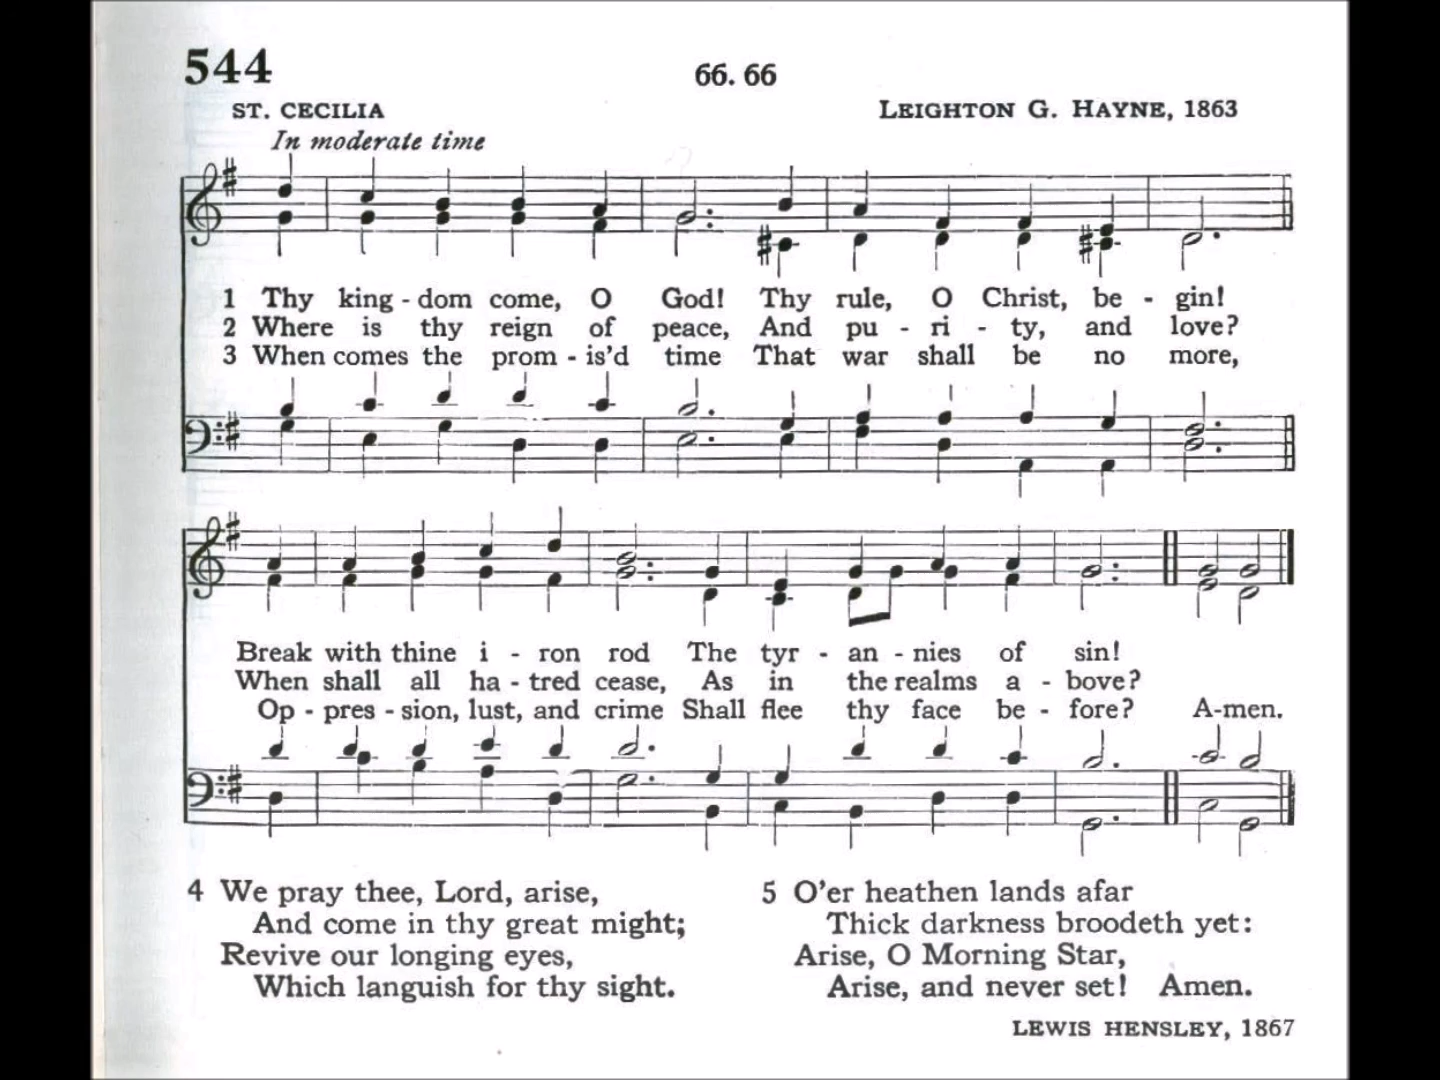 544
66. 66
ST. CECILIA LEIGHTON G. HAYNE, 1863
In moderate time
1 Thy king - dom come, O God! Thy rule, O Christ, be - gin!
2 Where is thy reign of peace, And pu - ri - ty, and love?
3 When comes the prom - is'd time That war shall be no more,
Break with thine i - ron rod The tyr - an - nies of sin!
When shall all ha - tred cease, As in the realms a - bove?
Op - pres - sion, lust, and crime Shall flee thy face be - fore? A-men.
4 We pray thee, Lord, arise,
And come in thy great might;
Revive our longing eyes,
Which languish for thy sight.
5 O'er heathen lands afar
Thick darkness broodeth yet:
Arise, O Morning Star,
Arise, and never set! Amen.
LEWIS HENSLEY, 1867